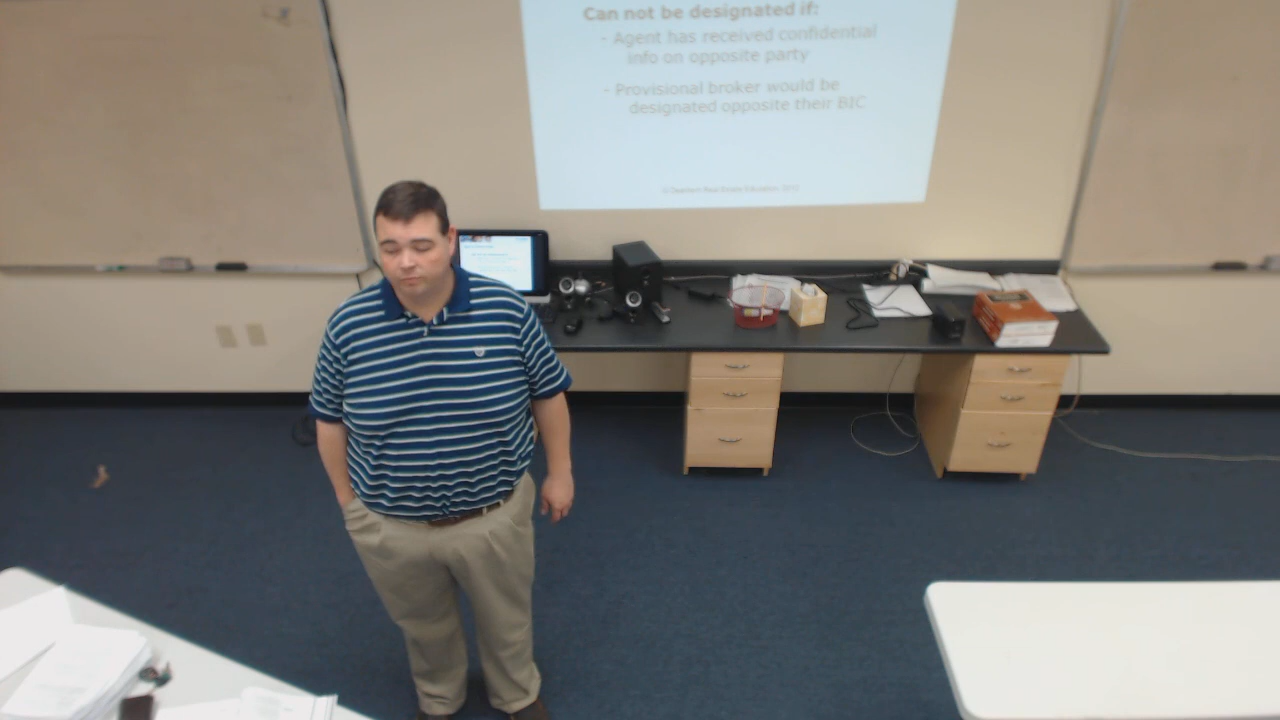 Can not be designated if:
- Agent has received confidential
info on opposite party
- Provisional broker would be
designated opposite their BIC